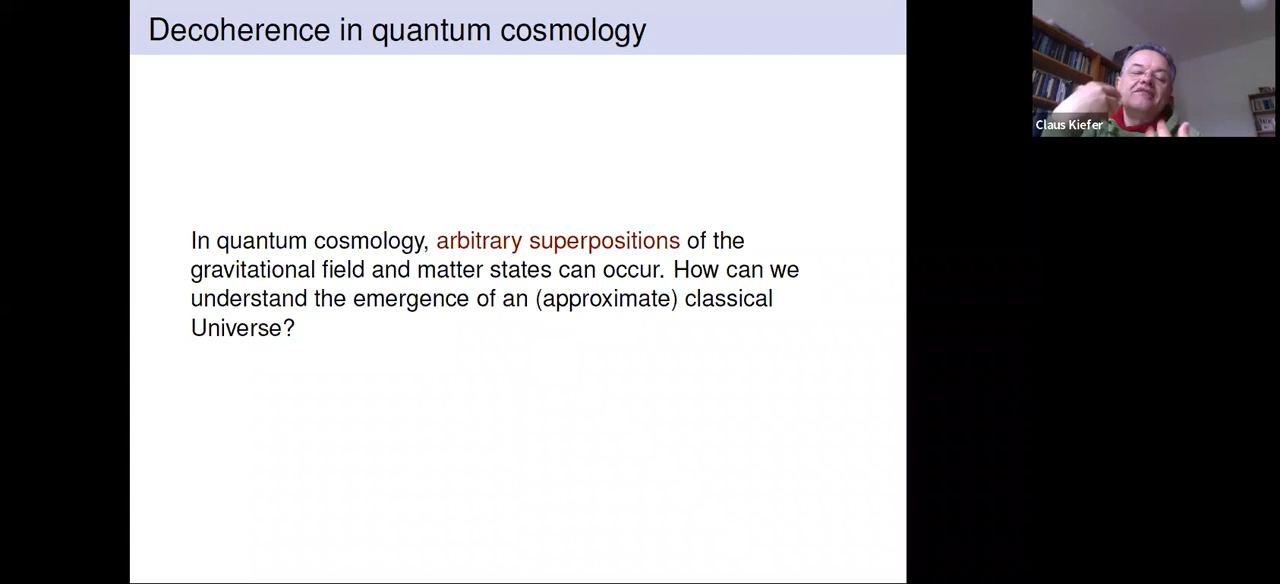 Decoherence in quantum cosmology
In quantum cosmology, arbitrary superpositions of the
gravitational field and matter states can occur. How can we
understand the emergence of an (approximate) classical
Universe?
Claus Kiefer